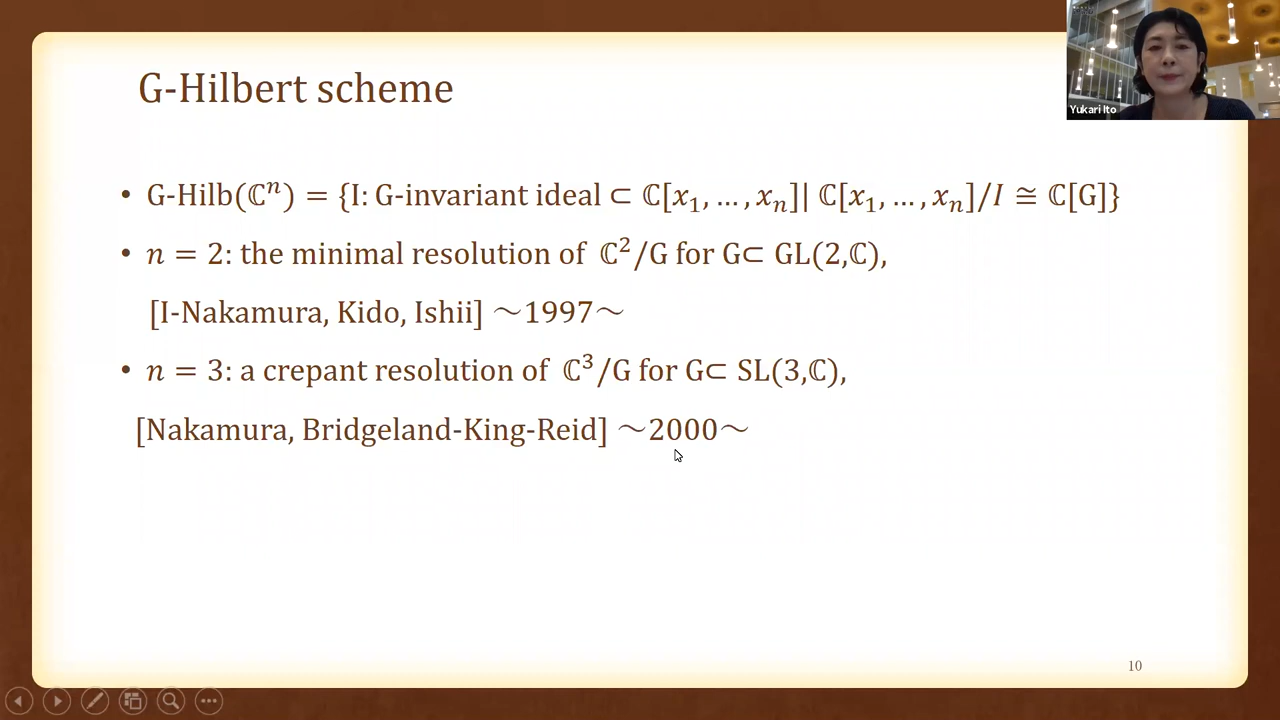 G-Hilbert scheme
Yukari Ito
• G-Hilb(ℂⁿ) = {I: G-invariant ideal ⊂ ℂ[x₁, … , xₙ]| ℂ[x₁, … , xₙ]/I ≅ ℂ[G]}
• n = 2: the minimal resolution of ℂ²/G for G⊂ GL(2,ℂ),
[I-Nakamura, Kido, Ishii] ～1997～
• n = 3: a crepant resolution of ℂ³/G for G⊂ SL(3,ℂ),
[Nakamura, Bridgeland-King-Reid] ～2000～
10